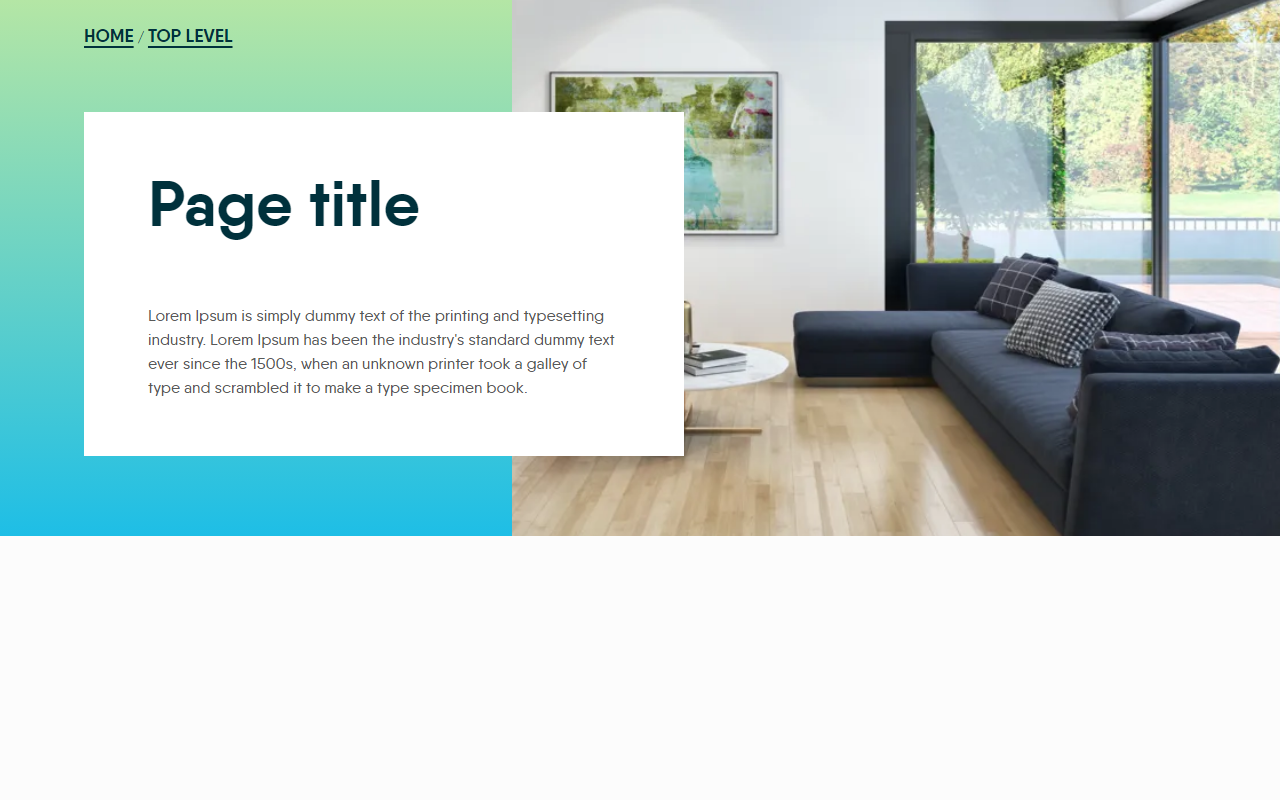 HOME / TOP LEVEL
Page title
Lorem Ipsum is simply dummy text of the printing and typesetting
industry. Lorem Ipsum has been the industry's standard dummy text
ever since the 1500s, when an unknown printer took a galley of
type and scrambled it to make a type specimen book.